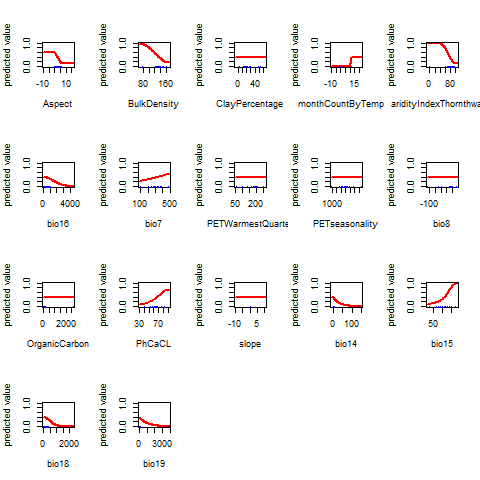 predicted value 0.0 1.0 -10 10 Aspect
predicted value 0.0 1.0 80 160 BulkDensity
predicted value 0.0 1.0 0 40 ClayPercentage
predicted value 0.0 1.0 -10 15 monthCountByTemp
predicted value 0.0 1.0 0 80 aridityIndexThornthwa
predicted value 0.0 1.0 0 4000 bio16
predicted value 0.0 1.0 100 500 bio7
predicted value 0.0 1.0 50 200 PETWarmestQuarte
predicted value 0.0 1.0 1000 PETseasonality
predicted value 0.0 1.0 -100 bio8
predicted value 0.0 1.0 0 2000 OrganicCarbon
predicted value 0.0 1.0 30 70 PhCaCL
predicted value 0.0 1.0 -10 5 slope
predicted value 0.0 1.0 0 100 bio14
predicted value 0.0 1.0 50 bio15
predicted value 0.0 1.0 0 2000 bio18
predicted value 0.0 1.0 0 3000 bio19